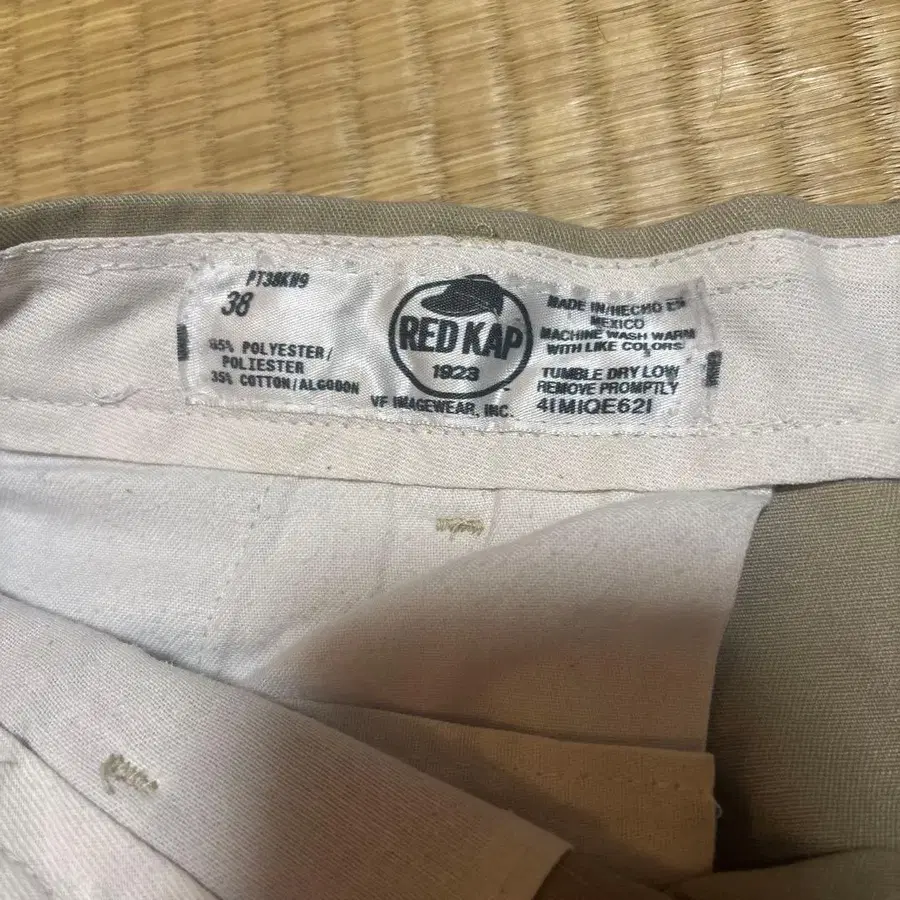 PT38KH9
38
65% POLYESTER/
POLIESTER
35% COTTON/ALGODON
RED KAP
1923
VF IMAGEWEAR, INC.
MADE IN/HECHO EN
MEXICO
MACHINE WASH WARM
WITH LIKE COLORS
TUMBLE DRY LOW
REMOVE PROMPTLY
41M1QE621